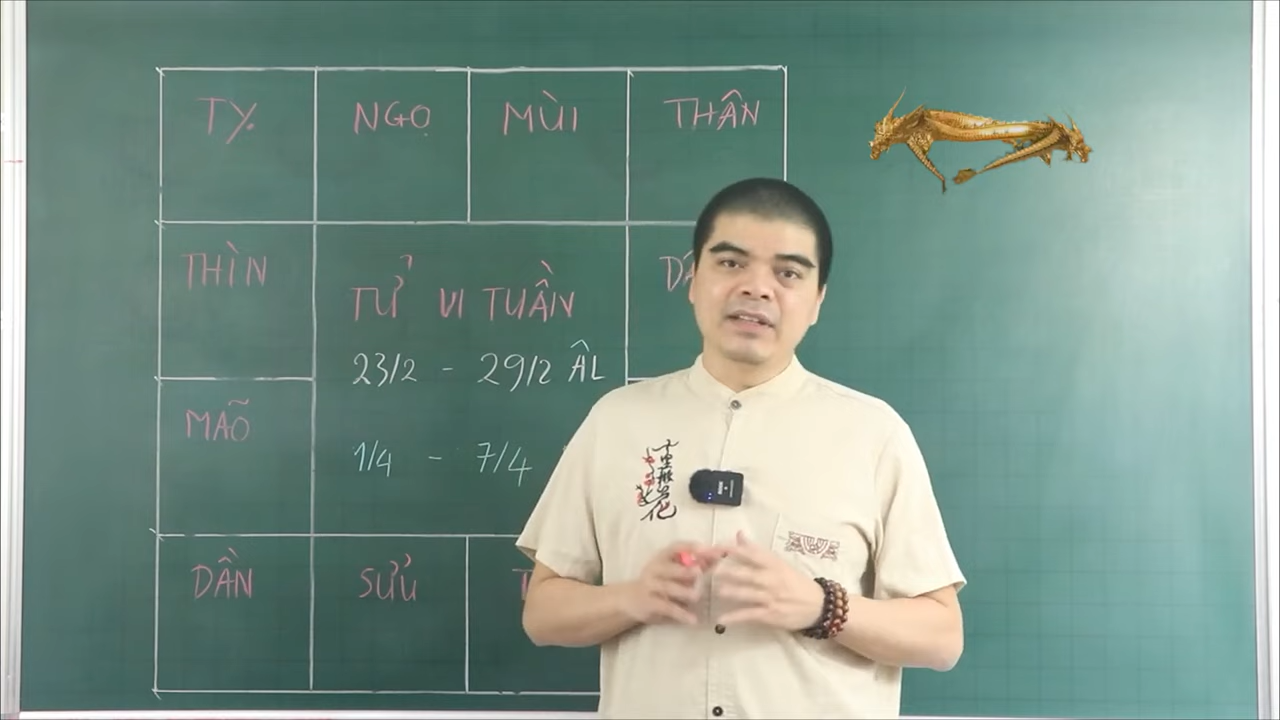 TỴ
NGỌ
MÙI
THÂN
THÌN
TỬ VI TUẦN
23/2 - 29/2 ÂL
MAÕ
1/4 - 7/4
DẦN
SỬU